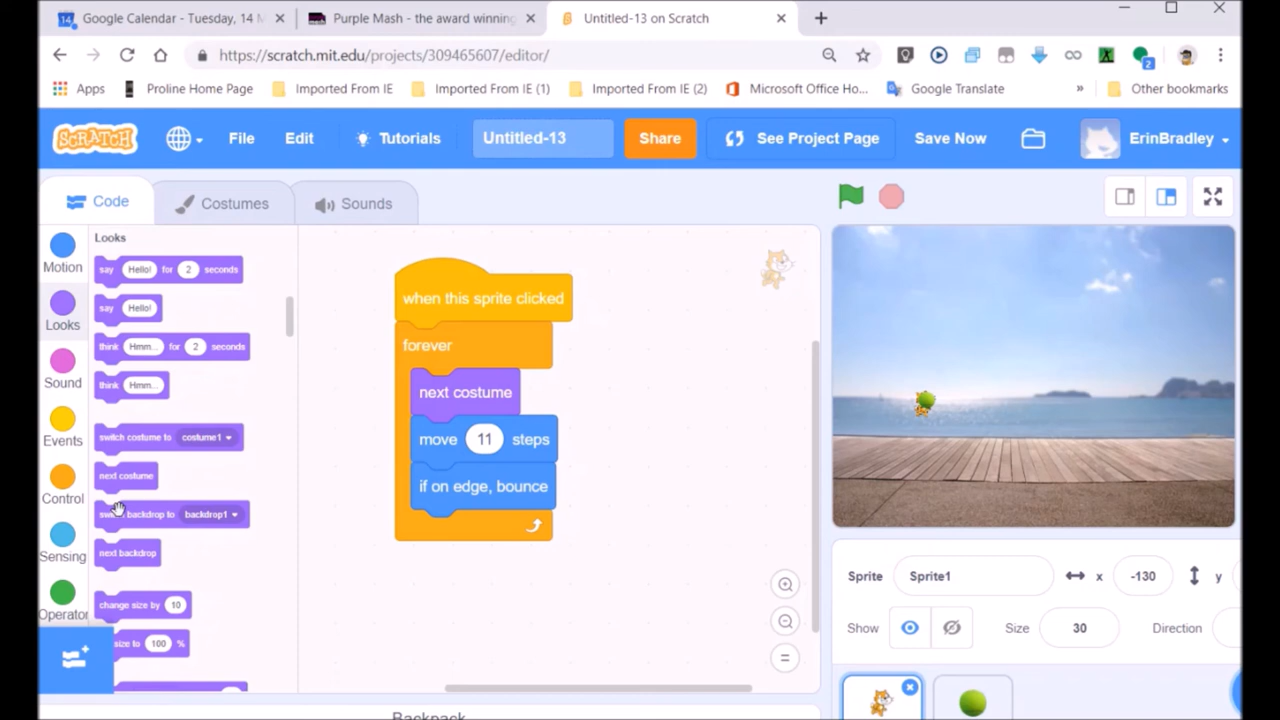 Google Calendar - Tuesday, 14 M
Purple Mash - the award winning
Untitled-13 on Scratch
https://scratch.mit.edu/projects/309465607/editor/
2
Apps
Proline Home Page
Imported From IE
Imported From IE (1)
Imported From IE (2)
Microsoft Office Ho...
Google Translate
»
Other bookmarks
SCRATCH
File
Edit
Tutorials
Untitled-13
Share
See Project Page
Save Now
ErinBradley
Code
Costumes
Sounds
Motion
Looks
Sound
Events
Control
Sensing
Operator
Looks
say Hello! for 2 seconds
say Hello!
think Hmm... for 2 seconds
think Hmm...
switch costume to costume1
next costume
backdrop to backdrop1
next backdrop
change size by 10
size to 100 %
when this sprite clicked
forever
next costume
move 11 steps
if on edge, bounce
Sprite Sprite1 x -130 y
Show Size 30 Direction
Backpack